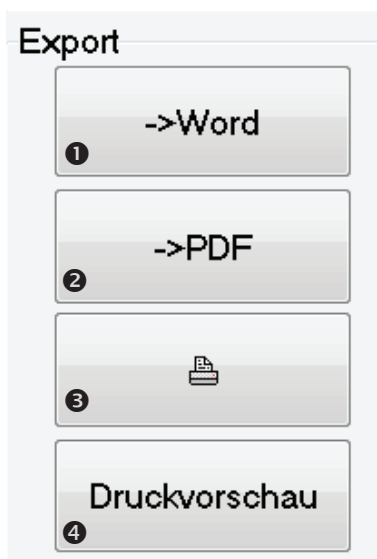 Export
->Word
❶
->PDF
❷
❸
Druckvorschau
❹